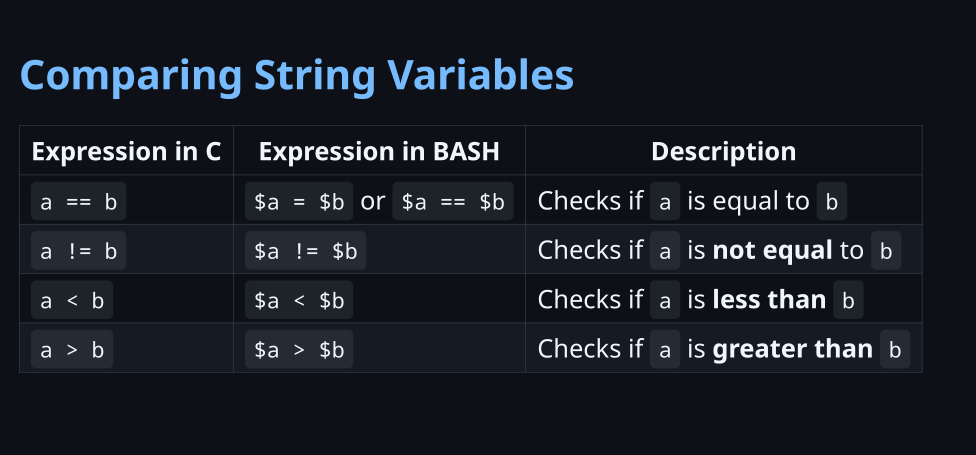 Comparing String Variables
Expression in C Expression in BASH Description
a == b $a = $b or $a == $b Checks if a is equal to b
a != b $a != $b Checks if a is not equal to b
a < b $a < $b Checks if a is less than b
a > b $a > $b Checks if a is greater than b